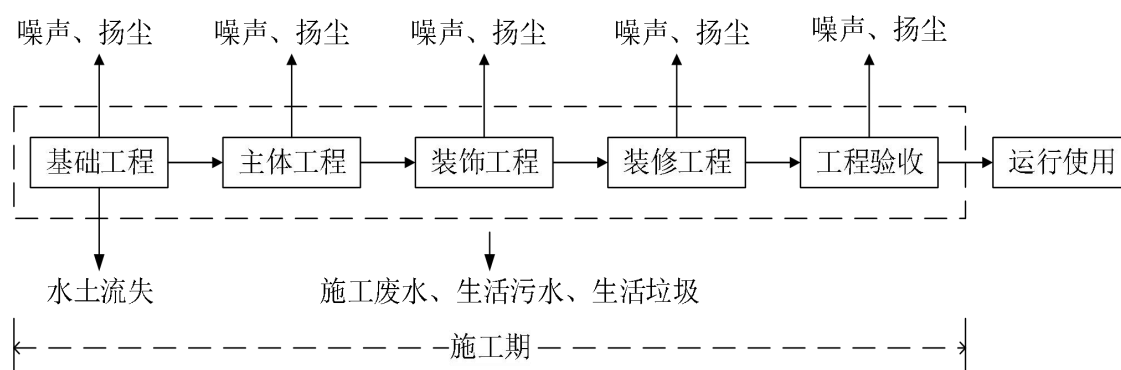 噪声、扬尘
噪声、扬尘
噪声、扬尘
噪声、扬尘
噪声、扬尘
基础工程
主体工程
装饰工程
装修工程
工程验收
运行使用
水土流失
施工废水、生活污水、生活垃圾
施工期